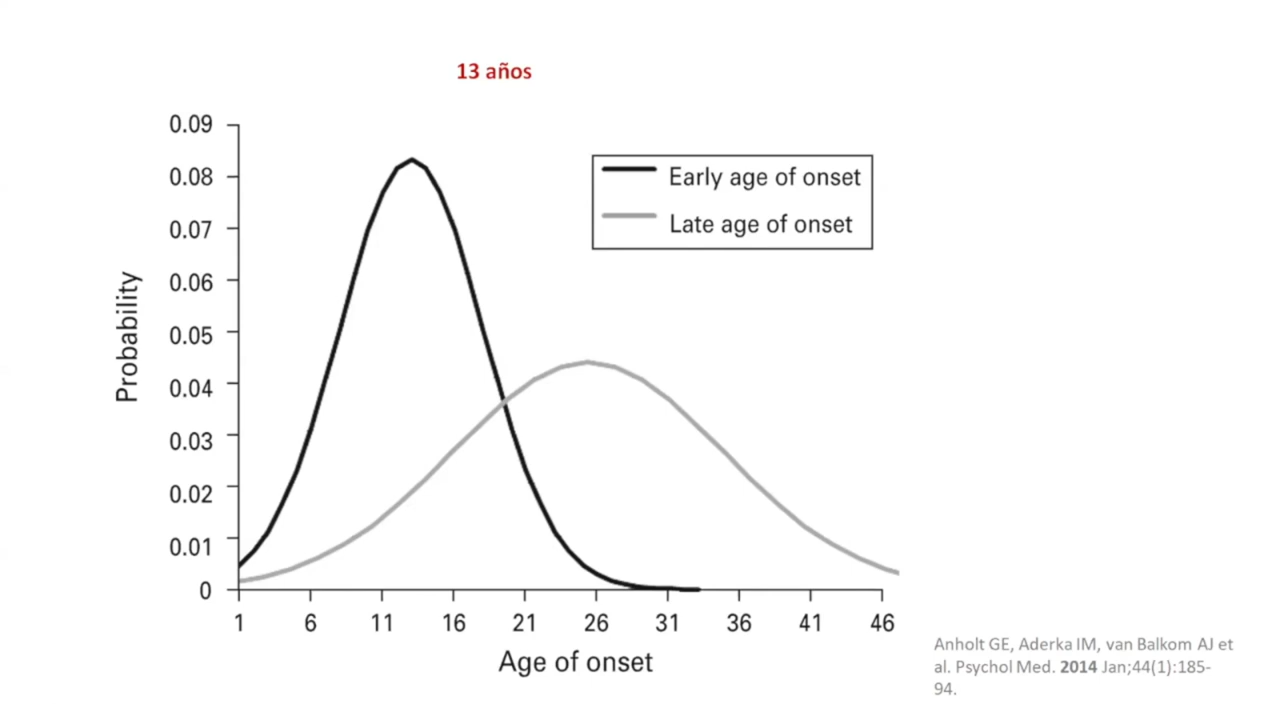 13 años
0.09
0.08
0.07
0.06
0.05
0.04
0.03
0.02
0.01
0
Probability
Early age of onset
Late age of onset
1 6 11 16 21 26 31 36 41 46
Age of onset
Anholt GE, Aderka IM, van Balkom AJ et
al. Psychol Med. 2014 Jan;44(1):185-
94.